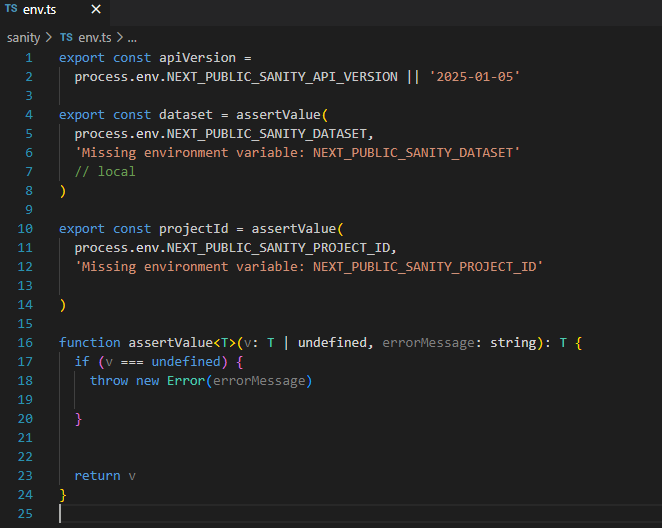 TS env.ts ✕
sanity > TS env.ts > ...
1 export const apiVersion =
2   process.env.NEXT_PUBLIC_SANITY_API_VERSION || '2025-01-05'
3
4 export const dataset = assertValue(
5   process.env.NEXT_PUBLIC_SANITY_DATASET,
6   'Missing environment variable: NEXT_PUBLIC_SANITY_DATASET'
7   // local
8 )
9
10 export const projectId = assertValue(
11   process.env.NEXT_PUBLIC_SANITY_PROJECT_ID,
12   'Missing environment variable: NEXT_PUBLIC_SANITY_PROJECT_ID'
13
14 )
15
16 function assertValue<T>(v: T | undefined, errorMessage: string): T {
17   if (v === undefined) {
18     throw new Error(errorMessage)
19
20   }
21
22
23   return v
24 }
25